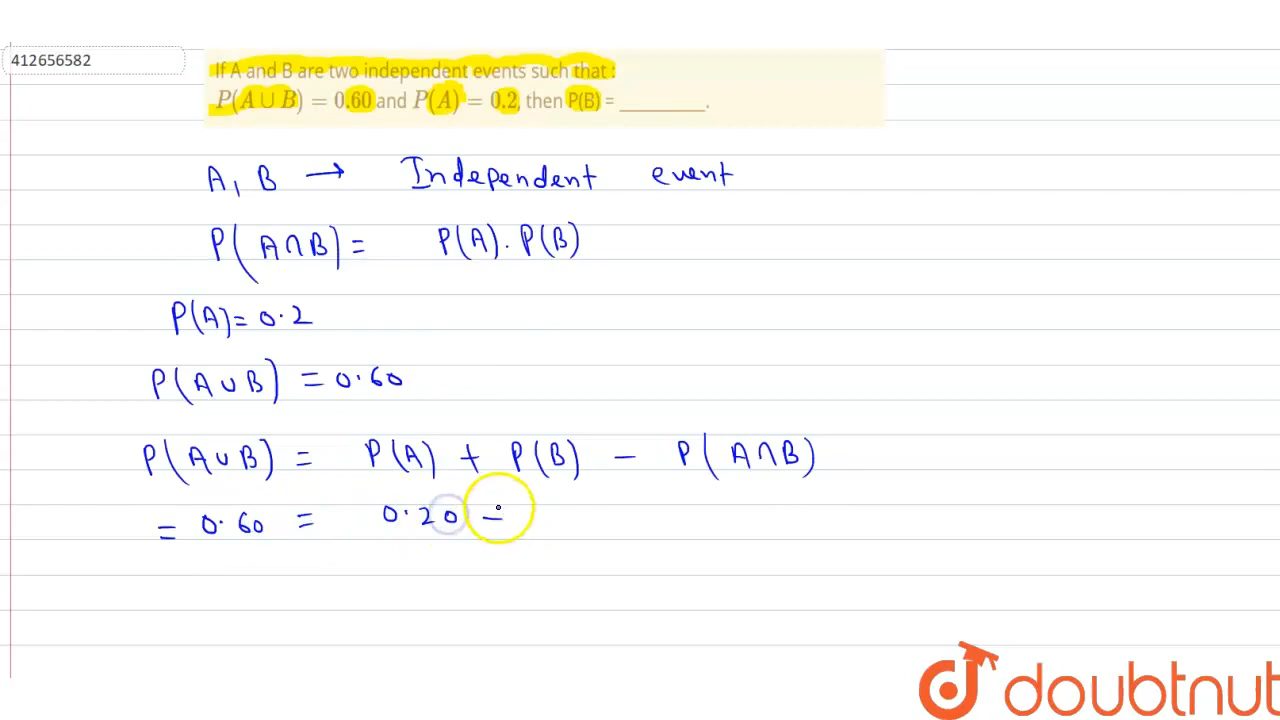 412656582
If A and B are two independent events such that :
P(A ∪ B) = 0.60 and P(A) = 0.2, then P(B) = _________.
A, B → Independent event
P(A∩B) = P(A) . P(B)
P(A) = 0.2
P(A∪B) = 0.60
P(A∪B) = P(A) + P(B) − P(A∩B)
= 0.60 = 0.20 −
doubtnut